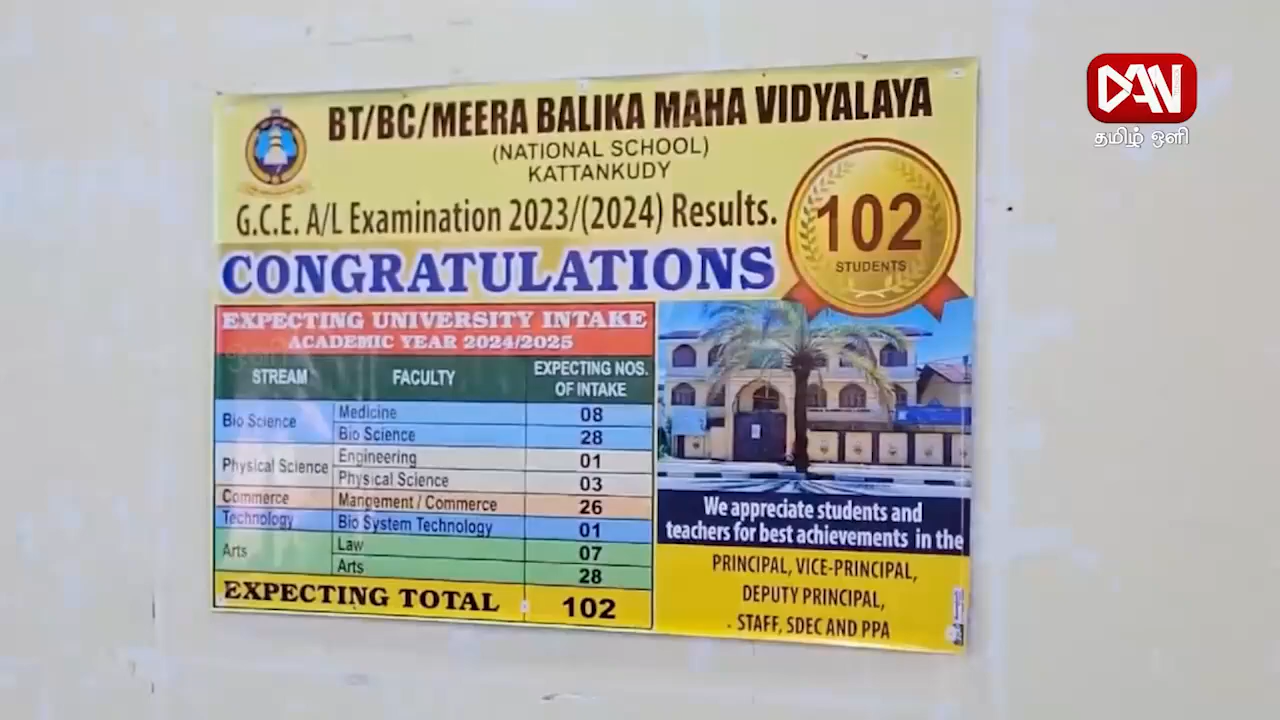 DAN
தமிழ் ஒளி
BT/BC/MEERA BALIKA MAHA VIDYALAYA
(NATIONAL SCHOOL)
KATTANKUDY
G.C.E. A/L Examination 2023/(2024) Results.
102
STUDENTS
CONGRATULATIONS
EXPECTING UNIVERSITY INTAKE
ACADEMIC YEAR 2024/2025
STREAM FACULTY EXPECTING NOS. OF INTAKE
Bio Science Medicine 08
Bio Science 28
Physical Science Engineering 01
Physical Science 03
Commerce Mangement / Commerce 26
Technology Bio System Technology 01
Arts Law 07
Arts 28
EXPECTING TOTAL 102
We appreciate students and
teachers for best achievements in the
PRINCIPAL, VICE-PRINCIPAL,
DEPUTY PRINCIPAL,
STAFF, SDEC AND PPA